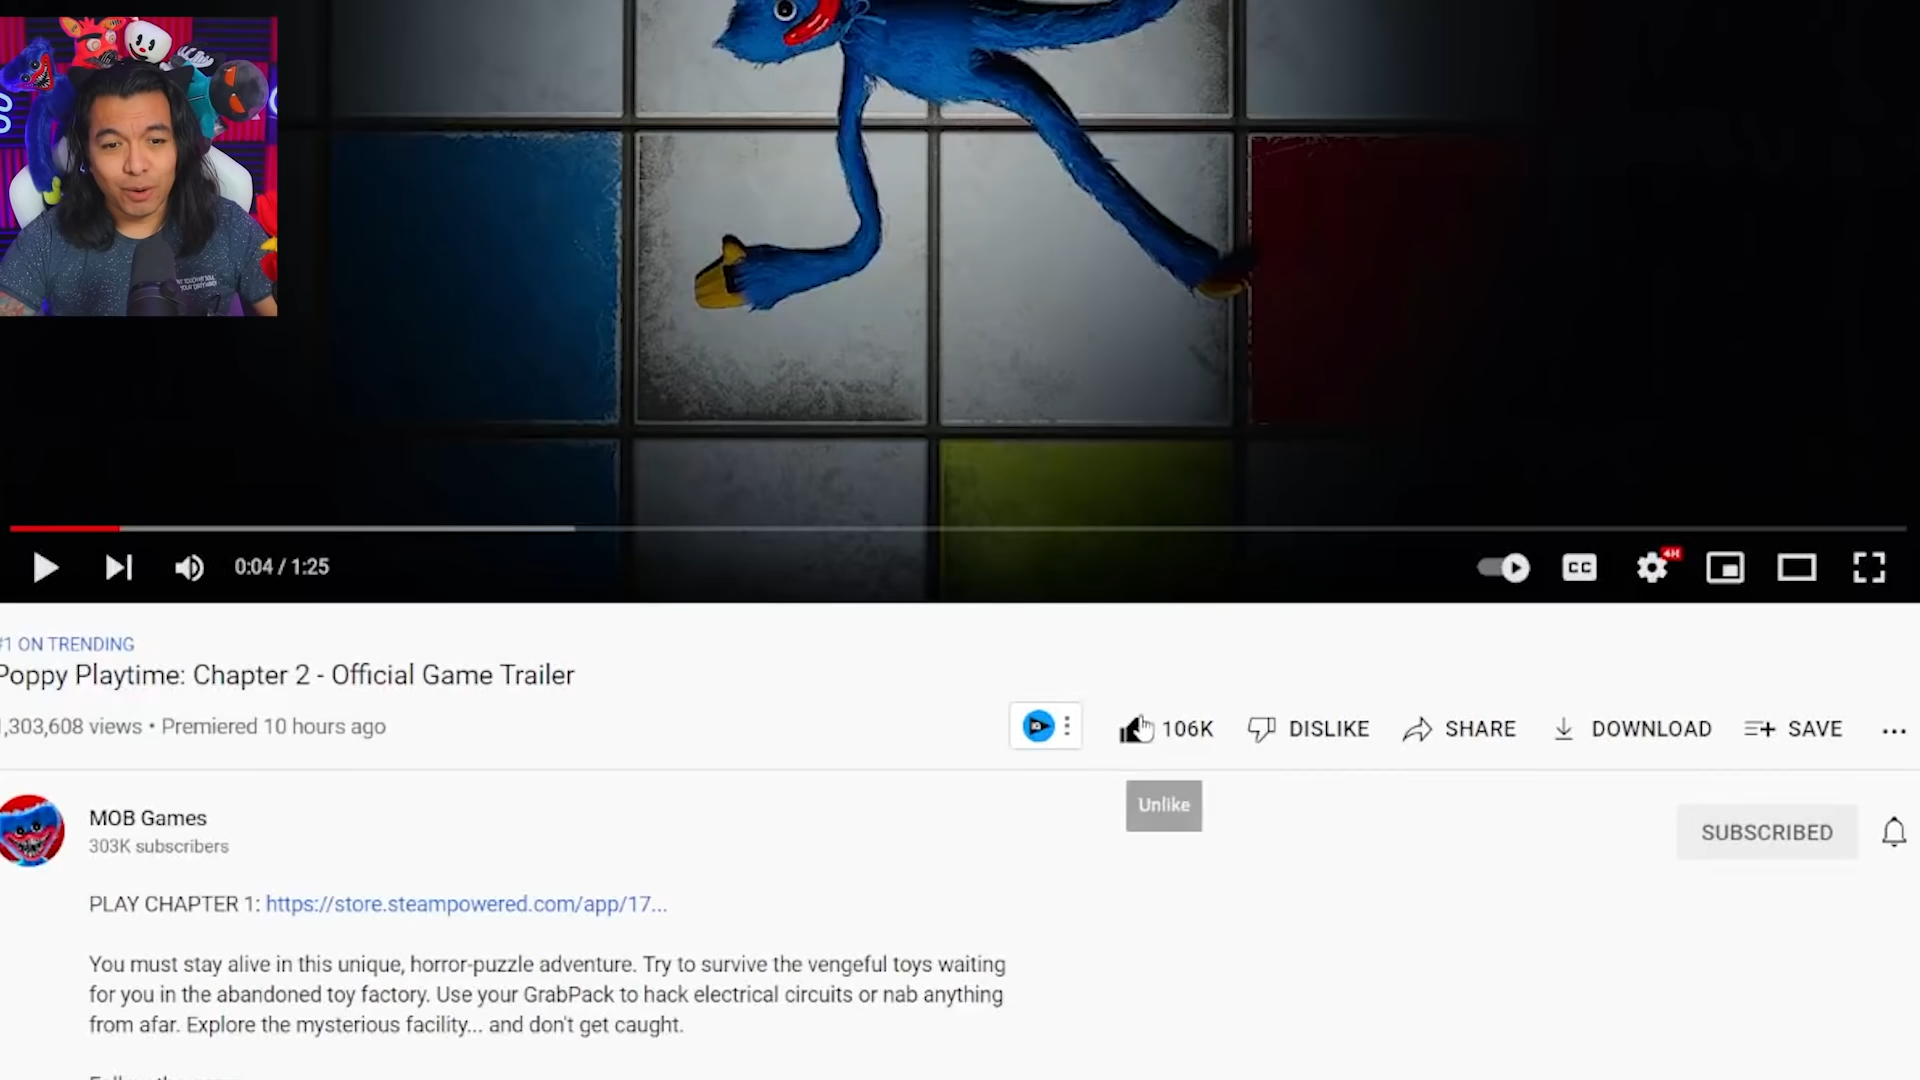 0:04 / 1:25
CC
4K
#1 ON TRENDING
Poppy Playtime: Chapter 2 - Official Game Trailer
1,303,608 views • Premiered 10 hours ago
106K
DISLIKE
SHARE
DOWNLOAD
SAVE
Unlike
MOB Games
303K subscribers
SUBSCRIBED
PLAY CHAPTER 1: https://store.steampowered.com/app/17...
You must stay alive in this unique, horror-puzzle adventure. Try to survive the vengeful toys waiting
for you in the abandoned toy factory. Use your GrabPack to hack electrical circuits or nab anything
from afar. Explore the mysterious facility... and don't get caught.